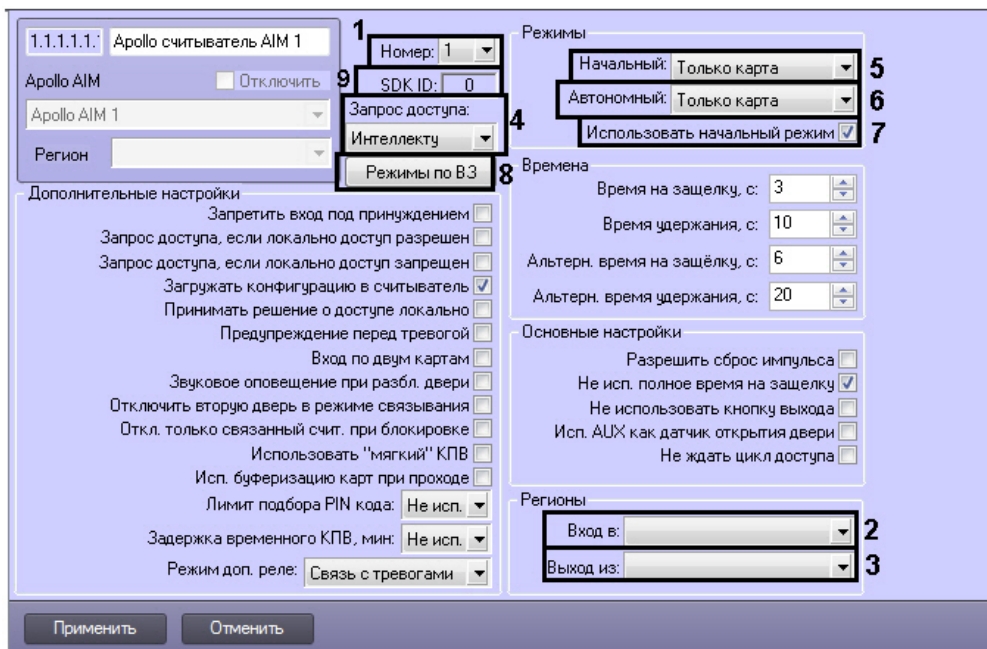 1
1.1.1.1.1 Apollo считыватель AIM 1
Номер: 1
Apollo AIM
Отключить
9
SDK ID: 0
Apollo AIM 1
Запрос доступа:
Интеллекту
4
Регион
Режимы по ВЗ
8
Режимы
Начальный: Только карта
5
Автономный: Только карта
6
Использовать начальный режим
7
Дополнительные настройки
Запретить вход под принуждением
Запрос доступа, если локально доступ разрешен
Запрос доступа, если локально доступ запрещен
Загружать конфигурацию в считыватель
Принимать решение о доступе локально
Предупреждение перед тревогой
Вход по двум картам
Звуковое оповещение при разбл. двери
Отключить вторую дверь в режиме связывания
Откл. только связанный счит. при блокировке
Использовать "мягкий" КПВ
Исп. буферизацию карт при проходе
Лимит подбора PIN кода: Не исп.
Задержка временного КПВ, мин: Не исп.
Режим доп. реле: Связь с тревогами
Времена
Время на защелку, с: 3
Время удержания, с: 10
Альтерн. время на защёлку, с: 6
Альтерн. время удержания, с: 20
Основные настройки
Разрешить сброс импульса
Не исп. полное время на защелку
Не использовать кнопку выхода
Исп. AUX как датчик открытия двери
Не ждать цикл доступа
Регионы
Вход в:
2
Выход из:
3
Применить
Отменить